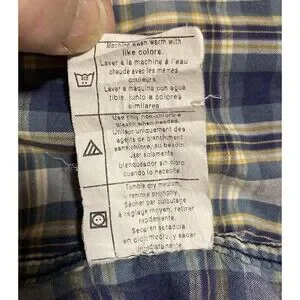 Machine wash warm with
like colors.
Laver à la machine à l'eau
chaude avec les mêmes
couleurs.
Lavar a maquina con agua
tibia, junto a colores
similares
Use only non-chlorine
bleach when needed.
Utiliser uniquement des
agents de blanchiment
sans chlore, au besoin
Usar solamente
blanqueador sin cloro
cuando lo necesite
Tumble dry medium,
remove promptly.
Sécher par culbutage
à réglage moyen, retirer
rapidement.
Secar en secadora
en ciclo medio, y sacar
inmediatamente